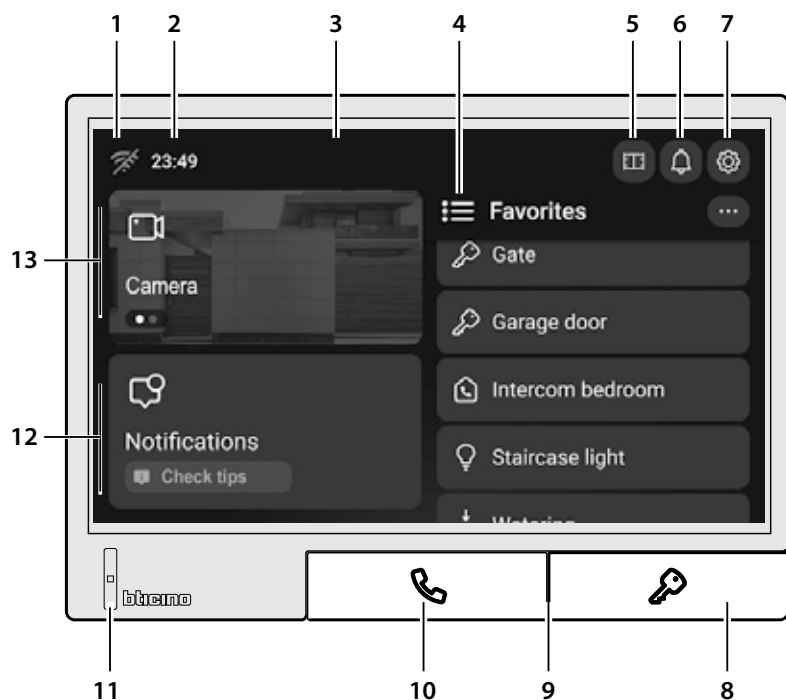 1 2 3 4 5 6 7
23:49
Favorites
13
Camera
Gate
Garage door
Intercom bedroom
12
Notifications
Check tips
Staircase light
Watering
bticino
11 10 9 8